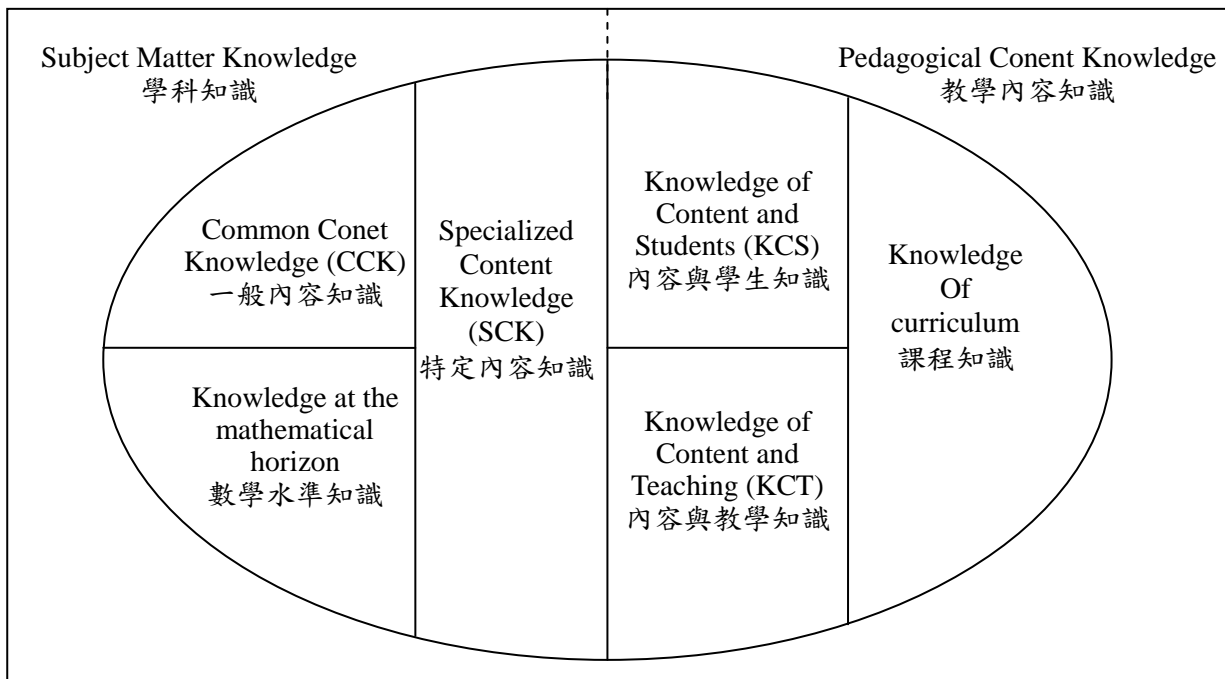 Subject Matter Knowledge
學科知識
Pedagogical Conent Knowledge
教學內容知識
Common Conet
Knowledge (CCK)
一般內容知識
Knowledge at the
mathematical
horizon
數學水準知識
Specialized
Content
Knowledge
(SCK)
特定內容知識
Knowledge of
Content and
Students (KCS)
內容與學生知識
Knowledge of
Content and
Teaching (KCT)
內容與教學知識
Knowledge
Of
curriculum
課程知識